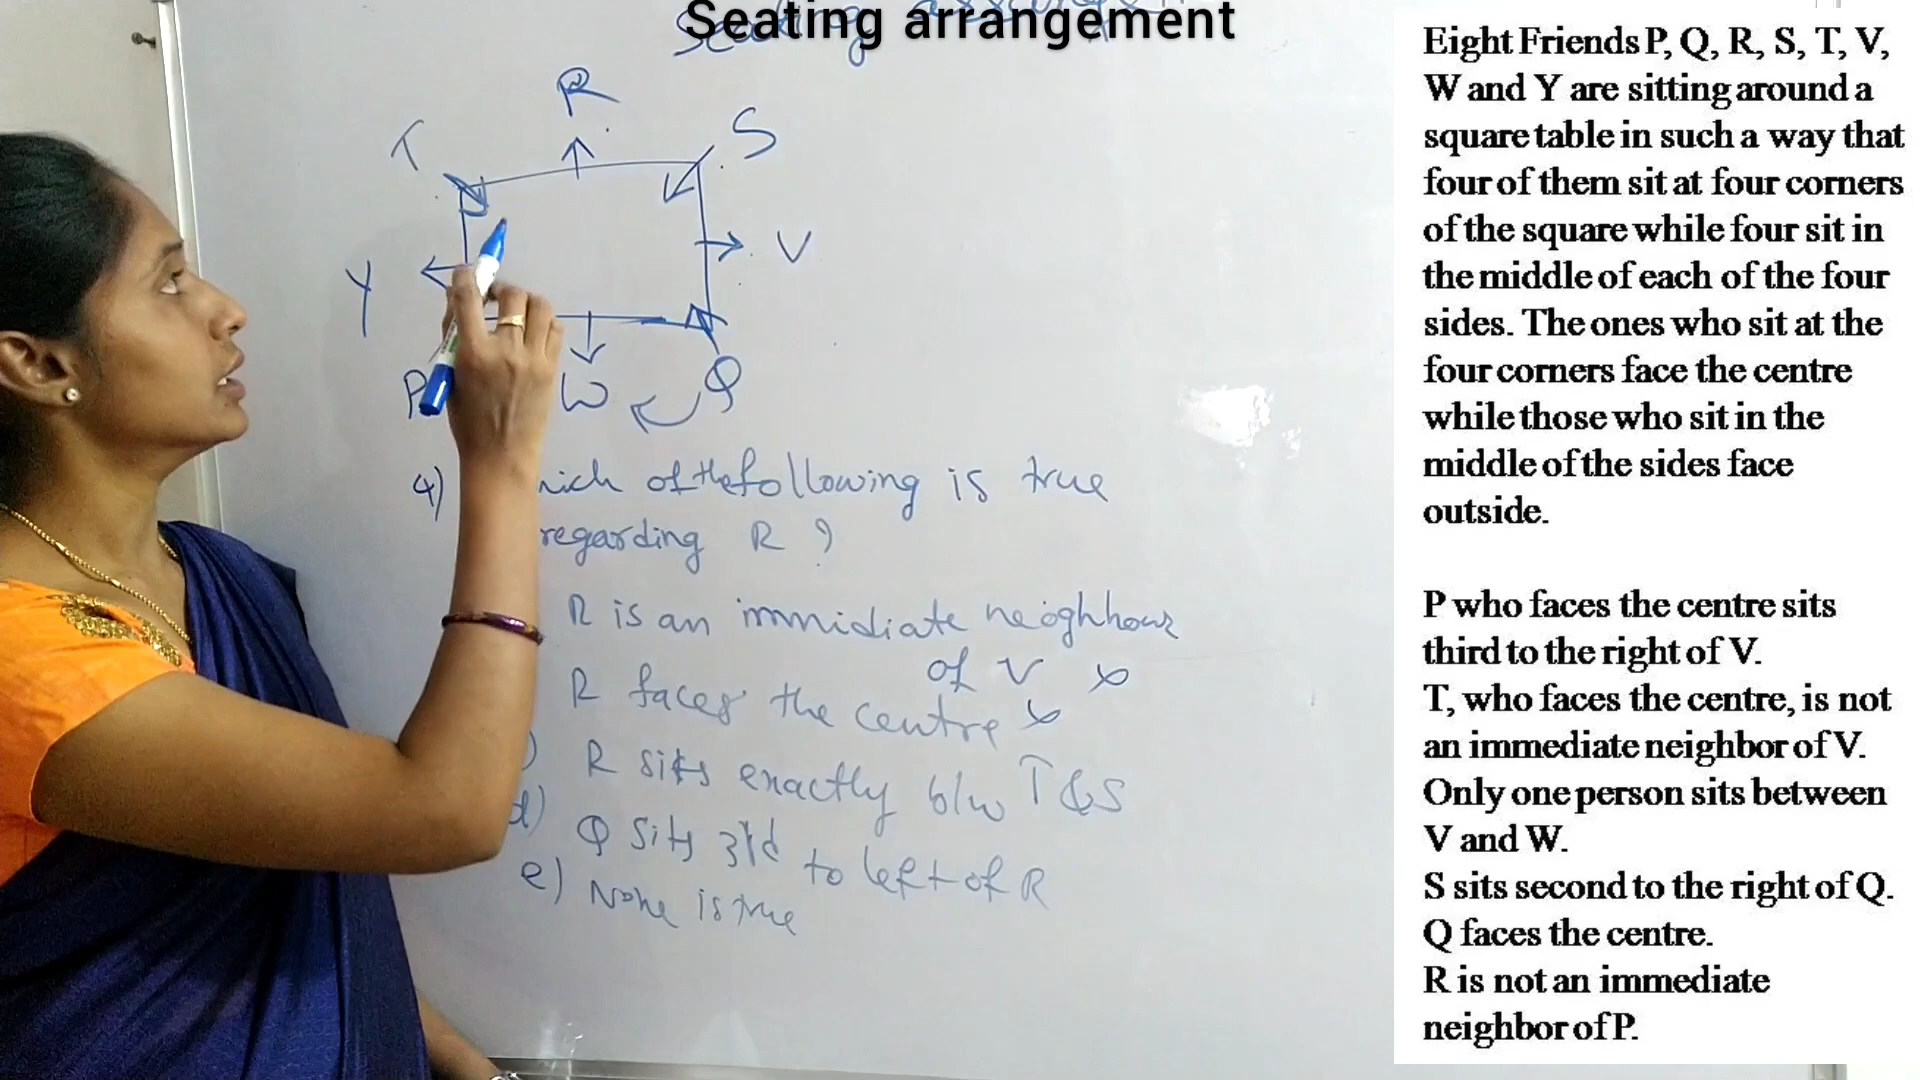 Seating arrangement
R
T
S
V
Y
P
W
Q
4) hich of the following is true
regarding R ?
R is an immidiate neighbour
of V ×
R faces the centre ×
) R sits exactly b/w T & S
d) Q sits 3rd to left of R
e) None is true
Eight Friends P, Q, R, S, T, V,
W and Y are sitting around a
square table in such a way that
four of them sit at four corners
of the square while four sit in
the middle of each of the four
sides. The ones who sit at the
four corners face the centre
while those who sit in the
middle of the sides face
outside.
P who faces the centre sits
third to the right of V.
T, who faces the centre, is not
an immediate neighbor of V.
Only one person sits between
V and W.
S sits second to the right of Q.
Q faces the centre.
R is not an immediate
neighbor of P.